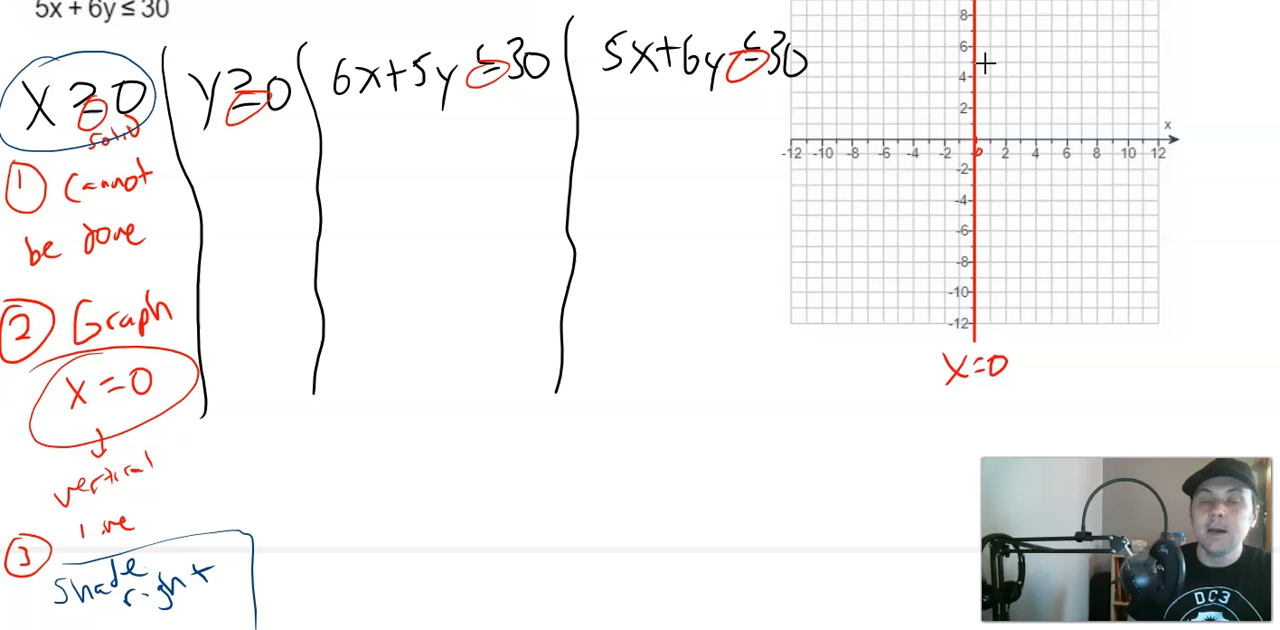 5x + 6y ≤ 30
x ≥ 0
y ≥ 0
6x+5y ≤ 30
5x+6y ≤ 30
solid
① Cannot
be done
② Graph
x = 0
↓
vertical
line
③ Shade
right
8
6
4
2
x
-12 -10 -8 -6 -4 -2 0 2 4 6 8 10 12
-2
-4
-6
-8
-10
-12
x=0
DC3